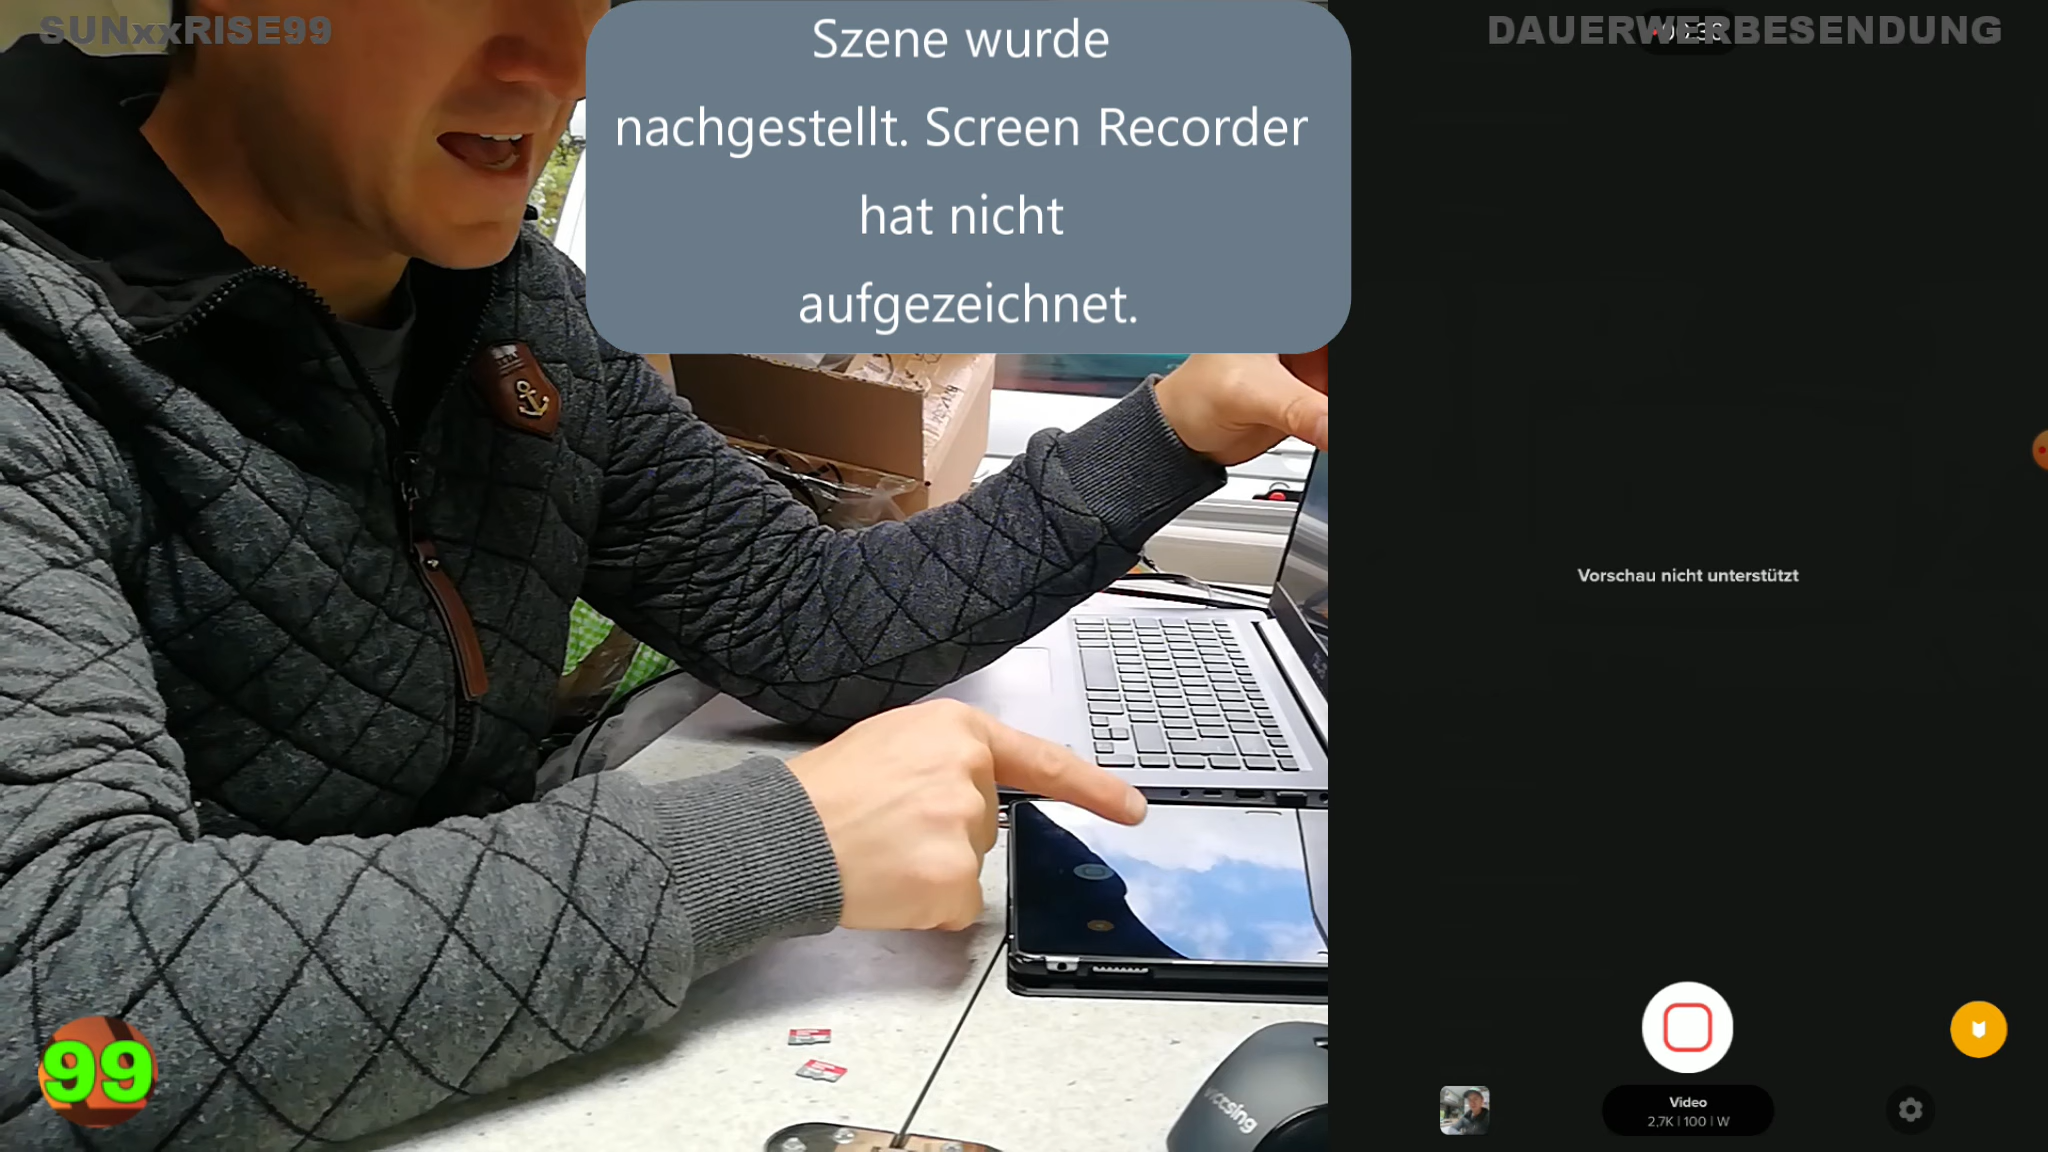 SUNxxRISE99
Szene wurde
nachgestellt. Screen Recorder
hat nicht
aufgezeichnet.
DAUERWERBESENDUNG
Vorschau nicht unterstützt
99
Video
2,7K | 100 | W